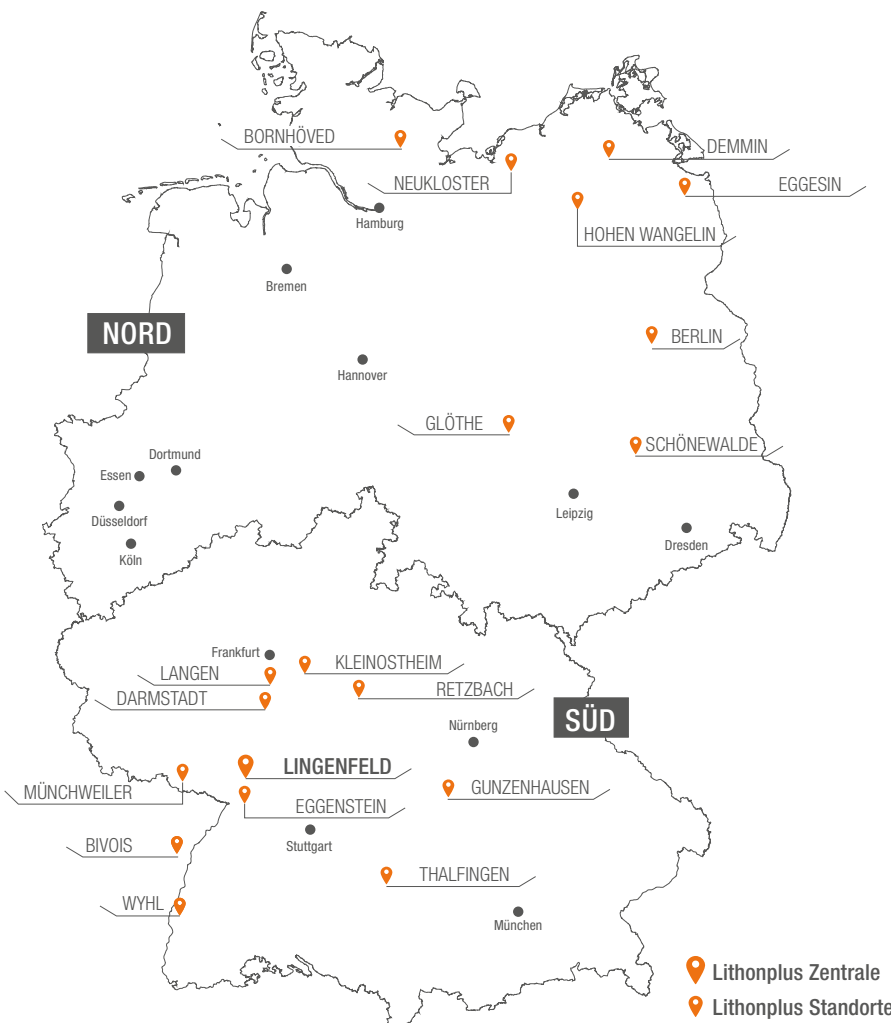 BORNHÖVED
DEMMIN
NEUKLOSTER
EGGESIN
Hamburg
HOHEN WANGELIN
Bremen
NORD
BERLIN
Hannover
GLÖTHE
SCHÖNEWALDE
Dortmund
Essen
Leipzig
Düsseldorf
Dresden
Köln
Frankfurt
KLEINOSTHEIM
LANGEN
RETZBACH
DARMSTADT
SÜD
Nürnberg
LINGENFELD
MÜNCHWEILER
GUNZENHAUSEN
EGGENSTEIN
Stuttgart
BIVOIS
THALFINGEN
WYHL
München
Lithonplus Zentrale
Lithonplus Standorte